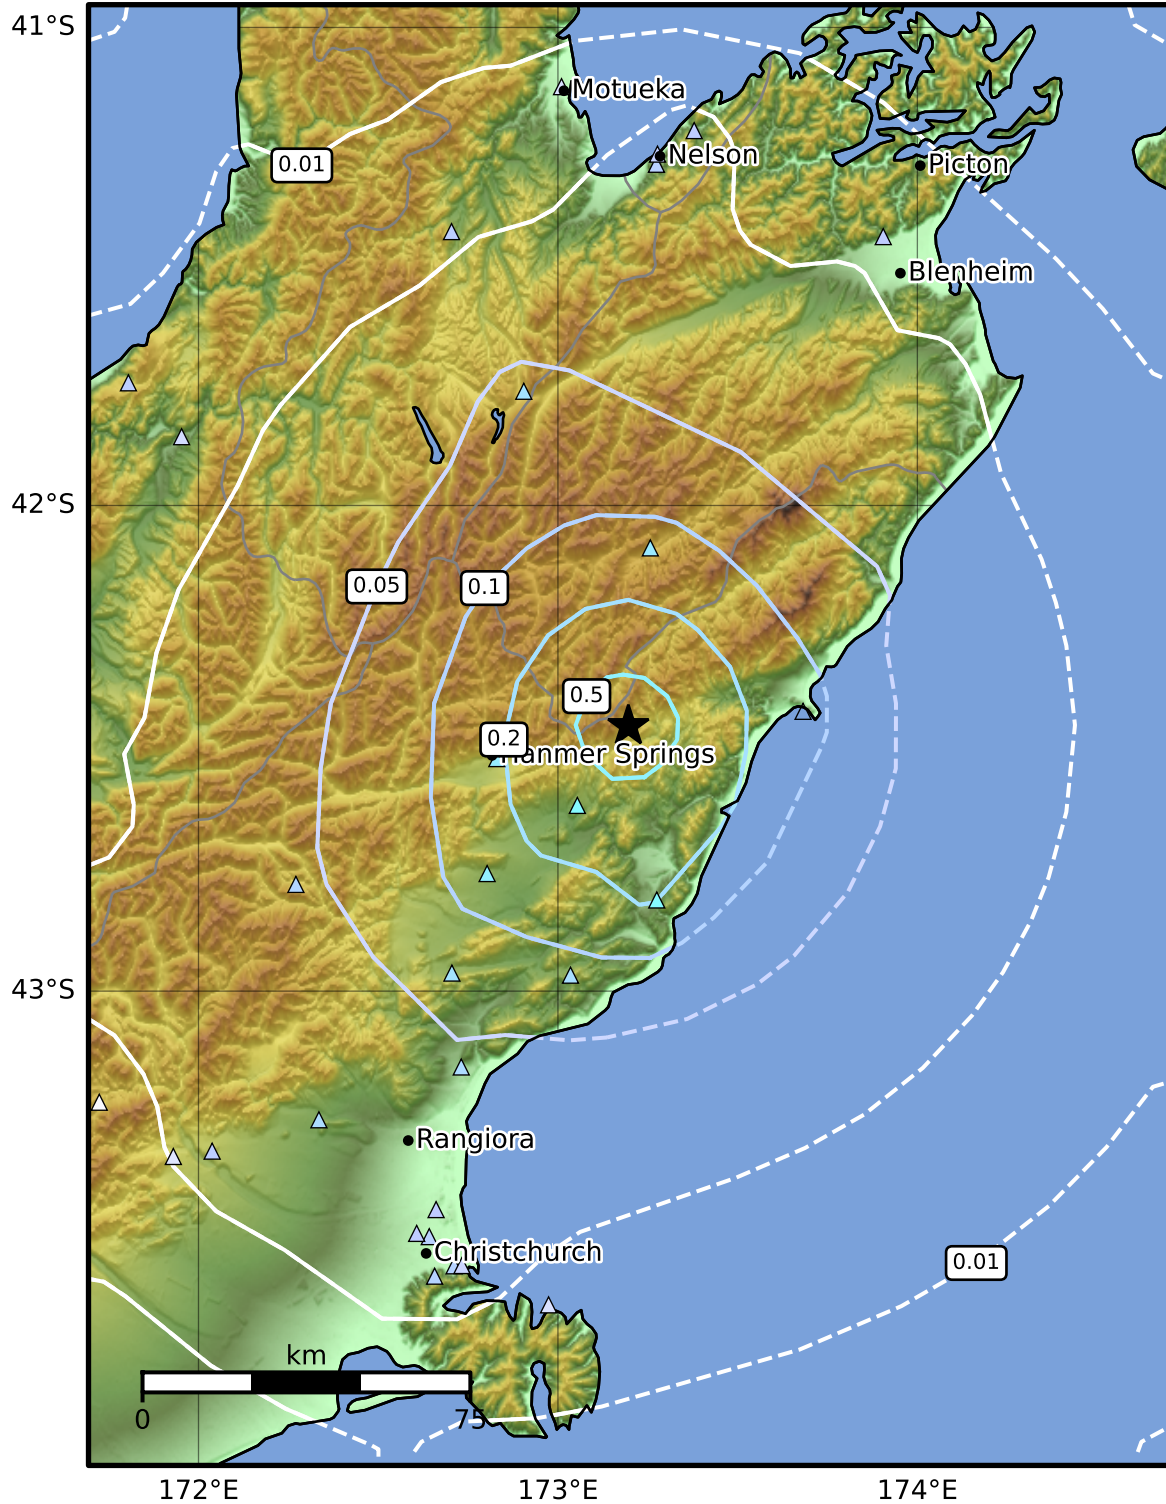 41°S
Motueka
Nelson
0.01
Picton
Blenheim
42°S
0.05
0.1
0.5
0.2
Hanmer Springs
43°S
Rangiora
Christchurch
0.01
km
0
75
172°E
173°E
174°E